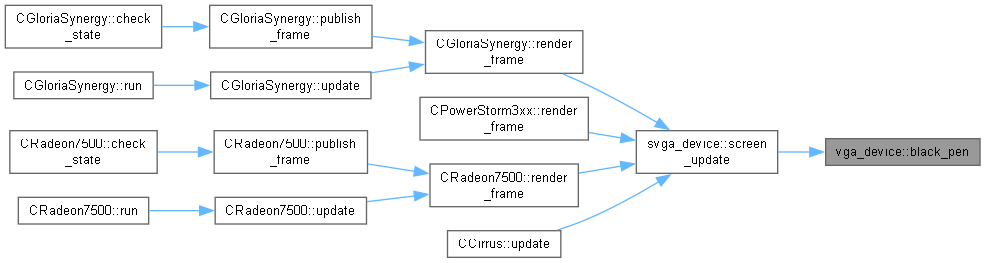 CGloriaSynergy::check
_state
CGloriaSynergy::publish
_frame
CGloriaSynergy::render
_frame
CGloriaSynergy::run
CGloriaSynergy::update
CPowerStorm3xx::render
_frame
svga_device::screen
_update
vga_device::black_pen
CRadeon7500::check
_state
CRadeon7500::publish
_frame
CRadeon7500::render
_frame
CRadeon7500::run
CRadeon7500::update
CCirrus::update